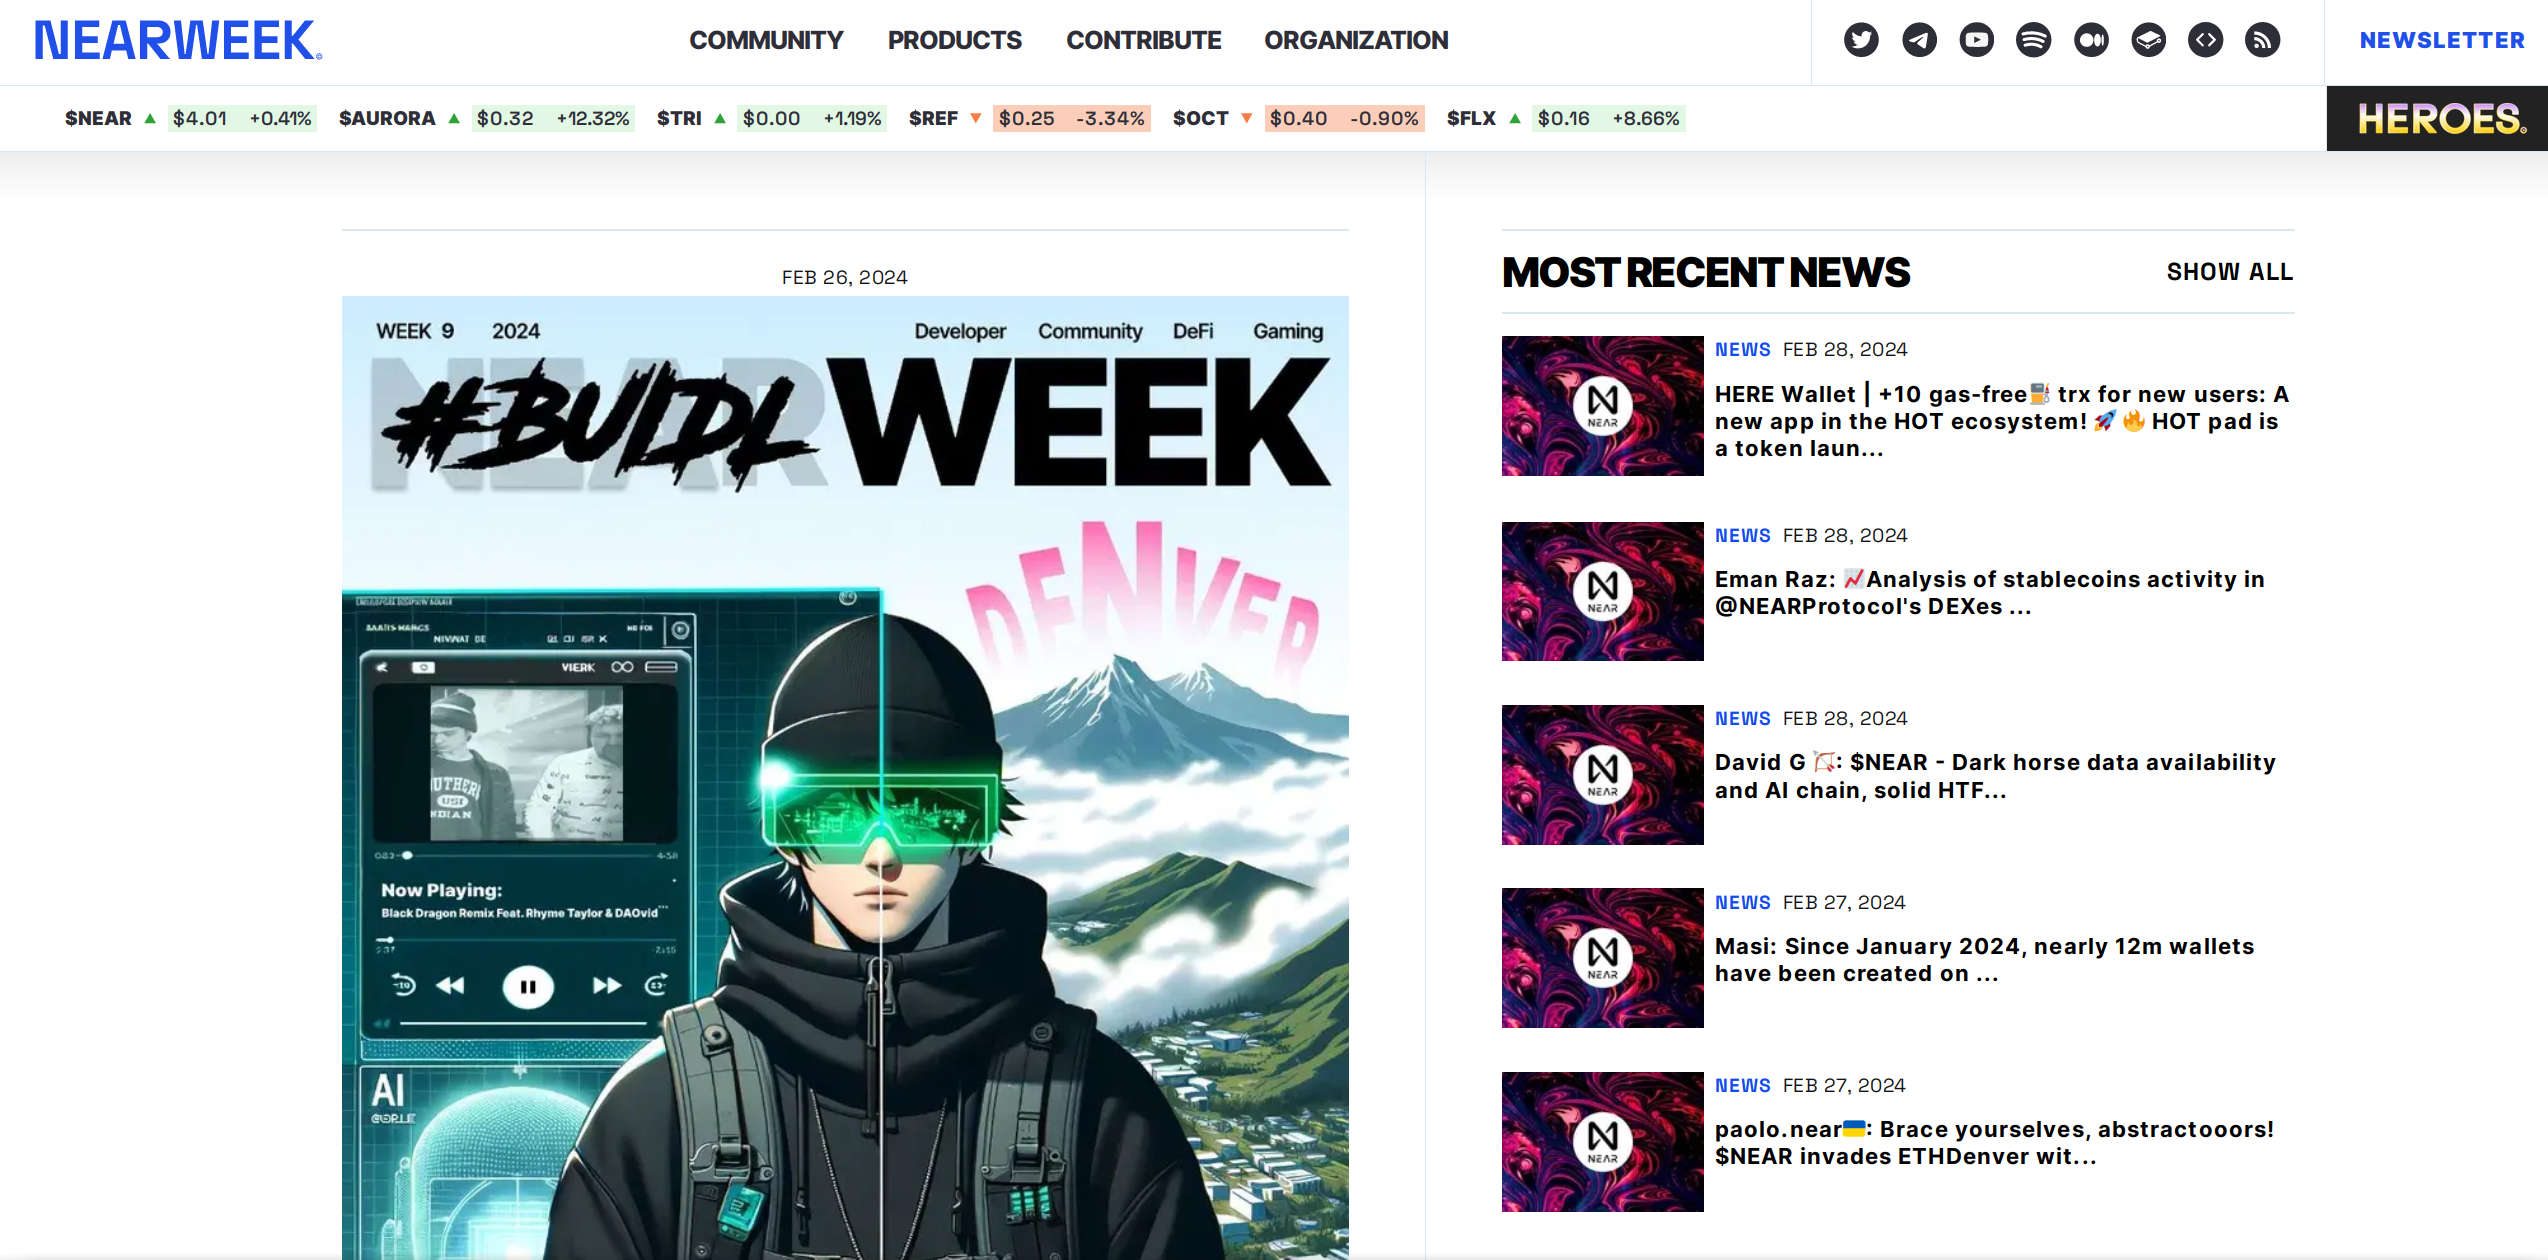 NEARWEEK
COMMUNITY PRODUCTS CONTRIBUTE ORGANIZATION
NEWSLETTER
$NEAR ▲ $4.01 +0.41% $AURORA ▲ $0.32 +12.32% $TRI ▲ $0.00 +1.19% $REF ▼ $0.25 -3.34% $OCT ▼ $0.40 -0.90% $FLX ▲ $0.16 +8.66%
HEROES
FEB 26, 2024
WEEK 9 2024 Developer Community DeFi Gaming
NEAR #BUIDL WEEK
DENVER
VIERK
Now Playing:
Black Dragon Remix Feat. Rhyme Taylor & DAOvid
AI
MOST RECENT NEWS SHOW ALL
NEWS FEB 28, 2024
HERE Wallet | +10 gas-free⛽ trx for new users: A
new app in the HOT ecosystem! 🚀🔥 HOT pad is
a token laun...
NEWS FEB 28, 2024
Eman Raz: 📈Analysis of stablecoins activity in
@NEARProtocol's DEXes ...
NEWS FEB 28, 2024
David G 🏹: $NEAR - Dark horse data availability
and AI chain, solid HTF...
NEWS FEB 27, 2024
Masi: Since January 2024, nearly 12m wallets
have been created on ...
NEWS FEB 27, 2024
paolo.near🇺🇦: Brace yourselves, abstractooors!
$NEAR invades ETHDenver wit...
NEAR
NEAR
NEAR
NEAR
NEAR